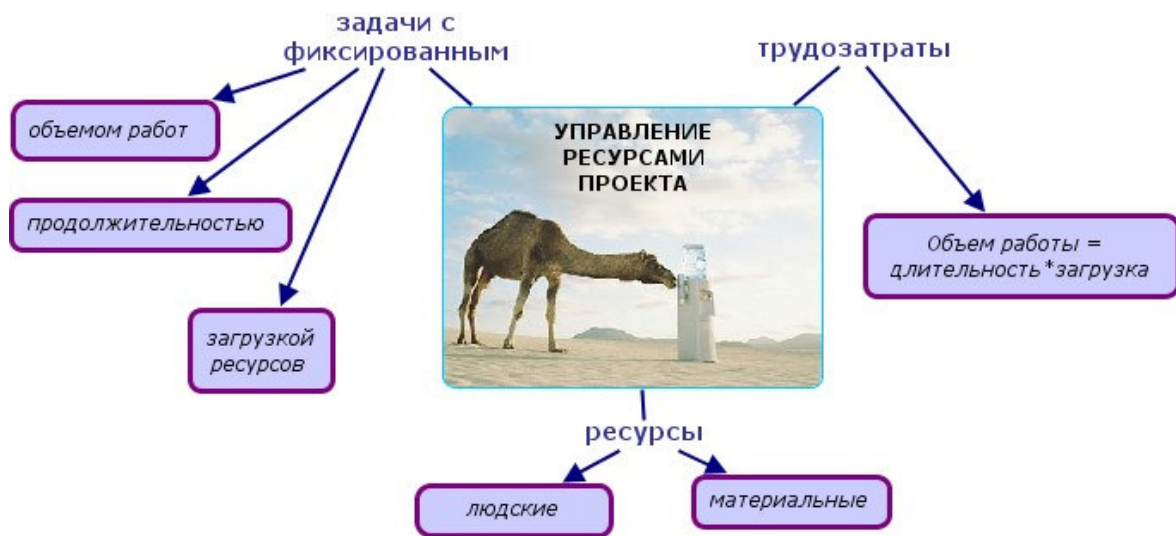 задачи с
фиксированным
трудозатраты
объемом работ
УПРАВЛЕНИЕ
РЕСУРСАМИ
ПРОЕКТА
продолжительностью
Объем работы =
длительность*загрузка
загрузкой
ресурсов
ресурсы
людские
материальные